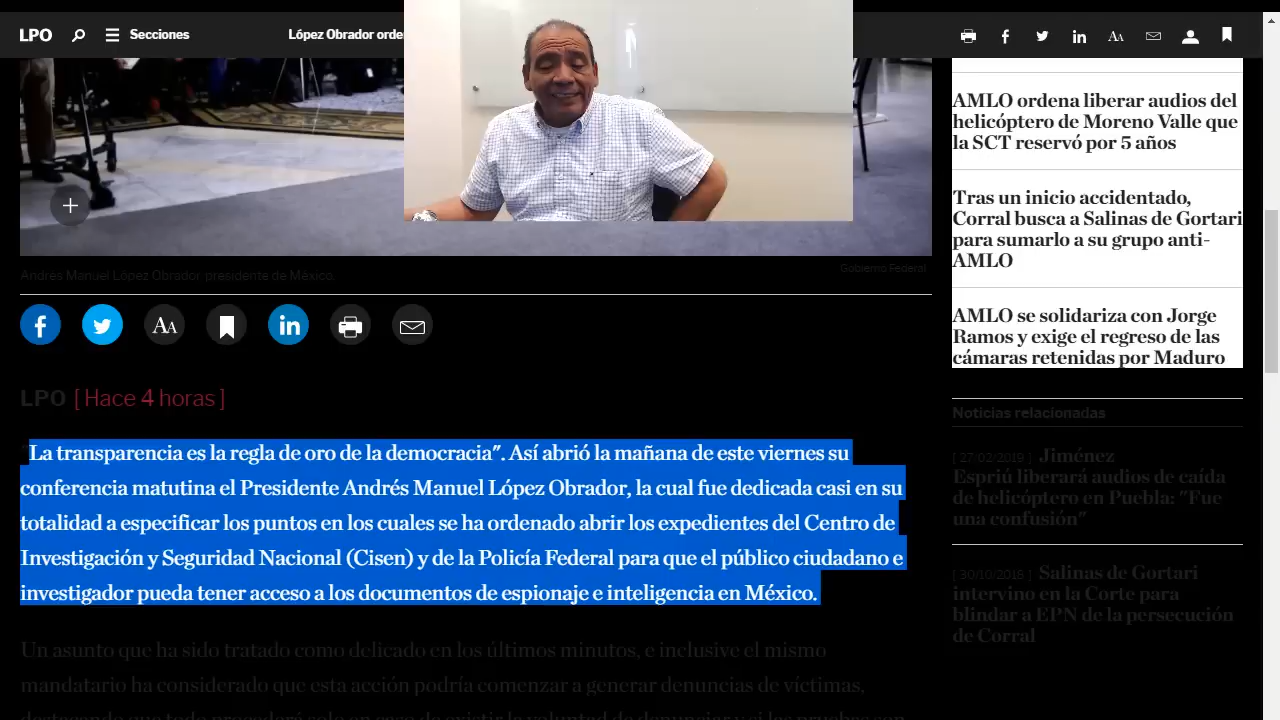 LPO
Secciones
López Obrador orde
AA
AMLO ordena liberar audios del
helicóptero de Moreno Valle que
la SCT reservó por 5 años
Tras un inicio accidentado,
Corral busca a Salinas de Gortari
para sumarlo a su grupo anti-
AMLO
AMLO se solidariza con Jorge
Ramos y exige el regreso de las
cámaras retenidas por Maduro
Andrés Manuel López Obrador, presidente de México.
Gobierno Federal
AA
LPO [ Hace 4 horas ]
"La transparencia es la regla de oro de la democracia". Así abrió la mañana de este viernes su
conferencia matutina el Presidente Andrés Manuel López Obrador, la cual fue dedicada casi en su
totalidad a especificar los puntos en los cuales se ha ordenado abrir los expedientes del Centro de
Investigación y Seguridad Nacional (Cisen) y de la Policía Federal para que el público ciudadano e
investigador pueda tener acceso a los documentos de espionaje e inteligencia en México.
Un asunto que ha sido tratado como delicado en los últimos minutos, e inclusive el mismo
mandatario ha considerado que esta acción podría comenzar a generar denuncias de víctimas,
Noticias relacionadas
[ 27/02/2019 ] Jiménez
Espriú liberará audios de caída
de helicóptero en Puebla: "Fue
una confusión"
[ 30/10/2018 ] Salinas de Gortari
intervino en la Corte para
blindar a EPN de la persecución
de Corral